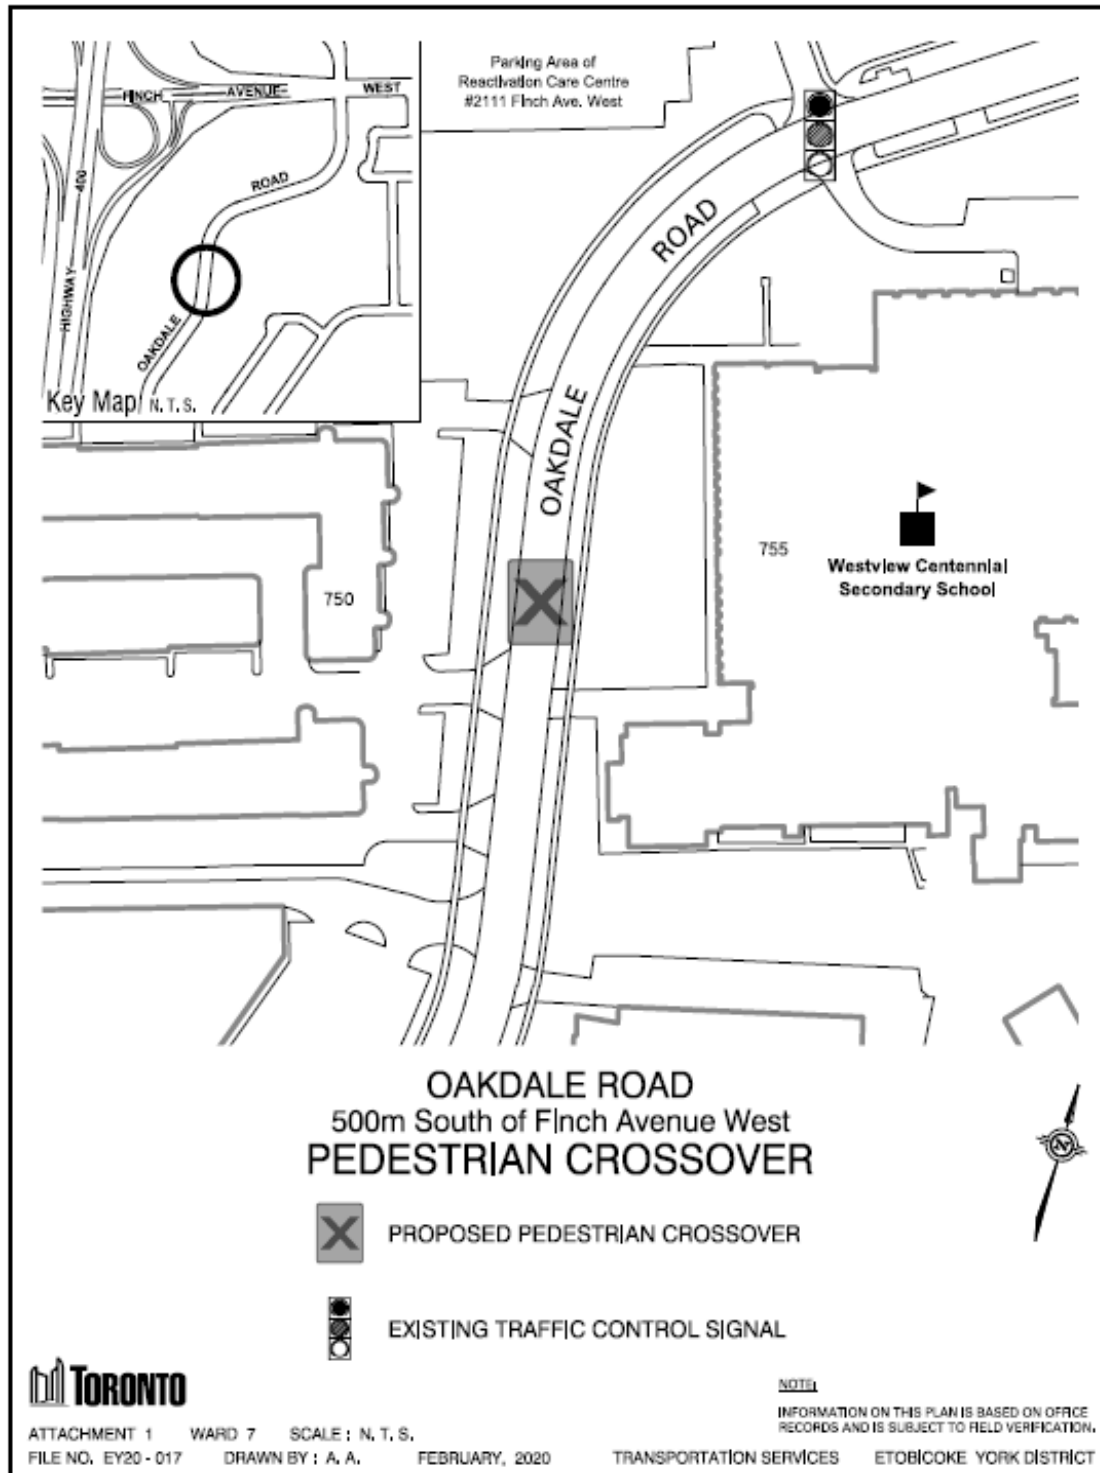 FINCH AVENUE WEST
400
ROAD
HIGHWAY
OAKDALE
Key Map N.T.S.
Parking Area of
Reactivation Care Centre
#2111 Finch Ave. West
ROAD
OAKDALE
750
755
Westview Centennial
Secondary School
OAKDALE ROAD
500m South of Finch Avenue West
PEDESTRIAN CROSSOVER
N
X PROPOSED PEDESTRIAN CROSSOVER
EXISTING TRAFFIC CONTROL SIGNAL
TORONTO
NOTE:
INFORMATION ON THIS PLAN IS BASED ON OFFICE
RECORDS AND IS SUBJECT TO FIELD VERIFICATION.
ATTACHMENT 1 WARD 7 SCALE : N. T. S.
FILE NO. EY20 - 017 DRAWN BY : A. A. FEBRUARY, 2020 TRANSPORTATION SERVICES ETOBICOKE YORK DISTRICT